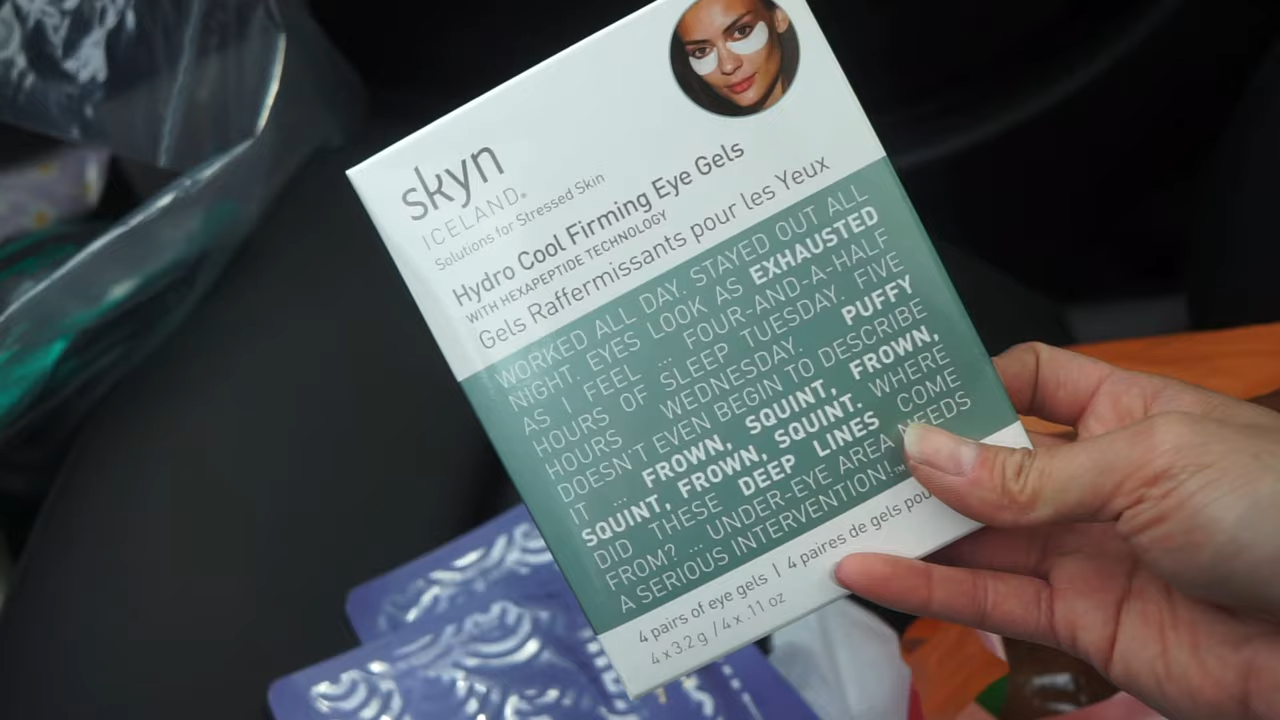 skyn
ICELAND®
Solutions for Stressed Skin
Hydro Cool Firming Eye Gels
WITH HEXAPEPTIDE TECHNOLOGY
Gels Raffermissants pour les Yeux
WORKED ALL DAY. STAYED OUT ALL
NIGHT. EYES LOOK AS EXHAUSTED
AS I FEEL ... FOUR-AND-A-HALF
HOURS OF SLEEP TUESDAY. FIVE
HOURS WEDNESDAY. PUFFY
DOESN'T EVEN BEGIN TO DESCRIBE
IT ... FROWN, SQUINT, FROWN,
SQUINT, FROWN, SQUINT. WHERE
DID THESE DEEP LINES COME
FROM? ... UNDER-EYE AREA NEEDS
A SERIOUS INTERVENTION!™
4 pairs of eye gels | 4 paires de gels pou
4 x 3.2 g / 4 x .11 oz